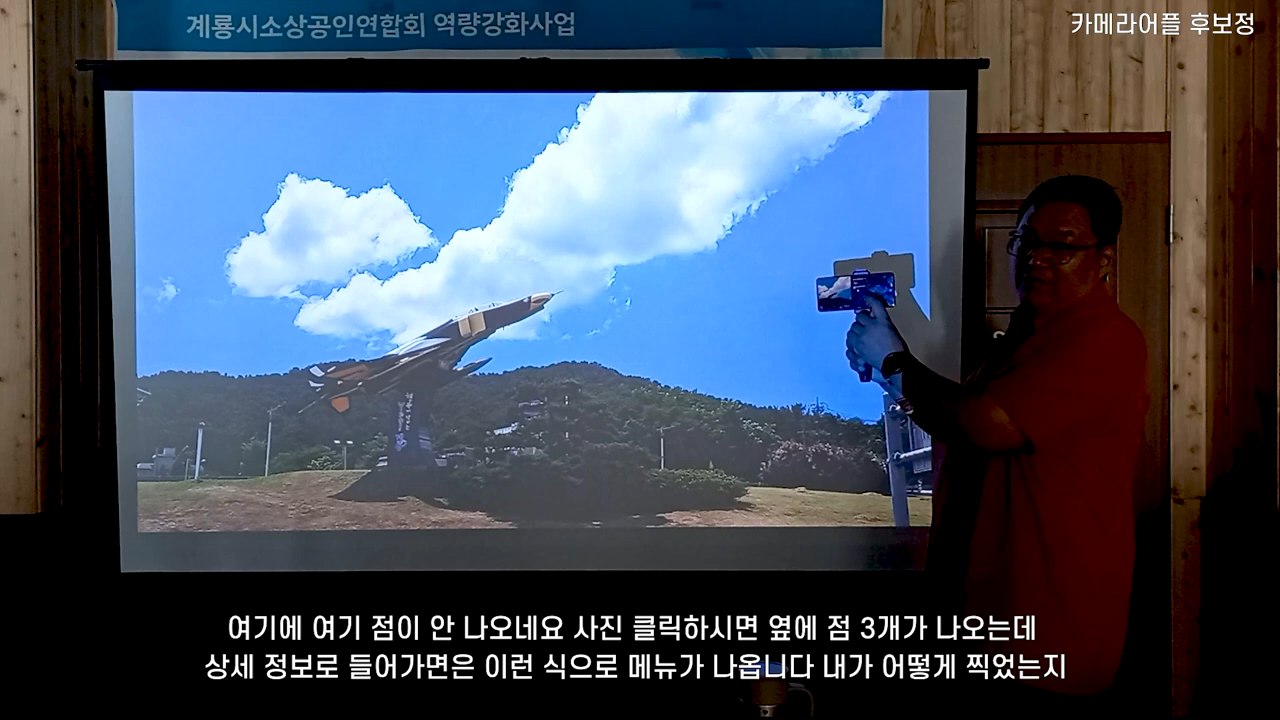 계룡시소상공인연합회 역량강화사업
카메라어플 후보정
여기에 여기 점이 안 나오네요 사진 클릭하시면 옆에 점 3개가 나오는데
상세 정보로 들어가면은 이런 식으로 메뉴가 나옵니다 내가 어떻게 찍었는지